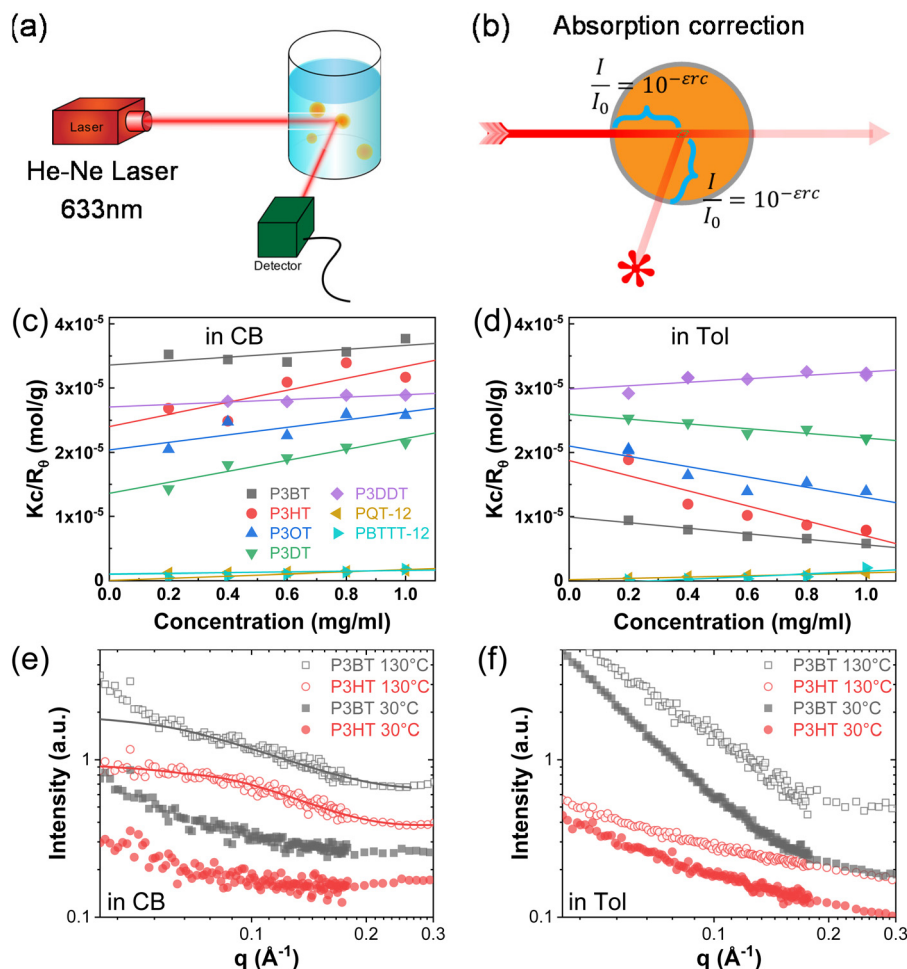 (a)
Laser
He-Ne Laser
633nm
Detector
(b)
Absorption correction
I/I₀ = 10^{-εrc}
I/I₀ = 10^{-εrc}
(c)
in CB
Kc/R_θ (mol/g)
4x10⁻⁵
3x10⁻⁵
2x10⁻⁵
1x10⁻⁵
0
P3BT
P3HT
P3OT
P3DT
P3DDT
PQT-12
PBTTT-12
0.0 0.2 0.4 0.6 0.8 1.0
Concentration (mg/ml)
(d)
in Tol
Kc/R_θ (mol/g)
4x10⁻⁵
3x10⁻⁵
2x10⁻⁵
1x10⁻⁵
0
0.0 0.2 0.4 0.6 0.8 1.0
Concentration (mg/ml)
(e)
P3BT 130°C
P3HT 130°C
P3BT 30°C
P3HT 30°C
Intensity (a.u.)
1
0.1
in CB
0.1 0.2 0.3
q (Å⁻¹)
(f)
P3BT 130°C
P3HT 130°C
P3BT 30°C
P3HT 30°C
Intensity (a.u.)
1
0.1
in Tol
0.1 0.2 0.3
q (Å⁻¹)